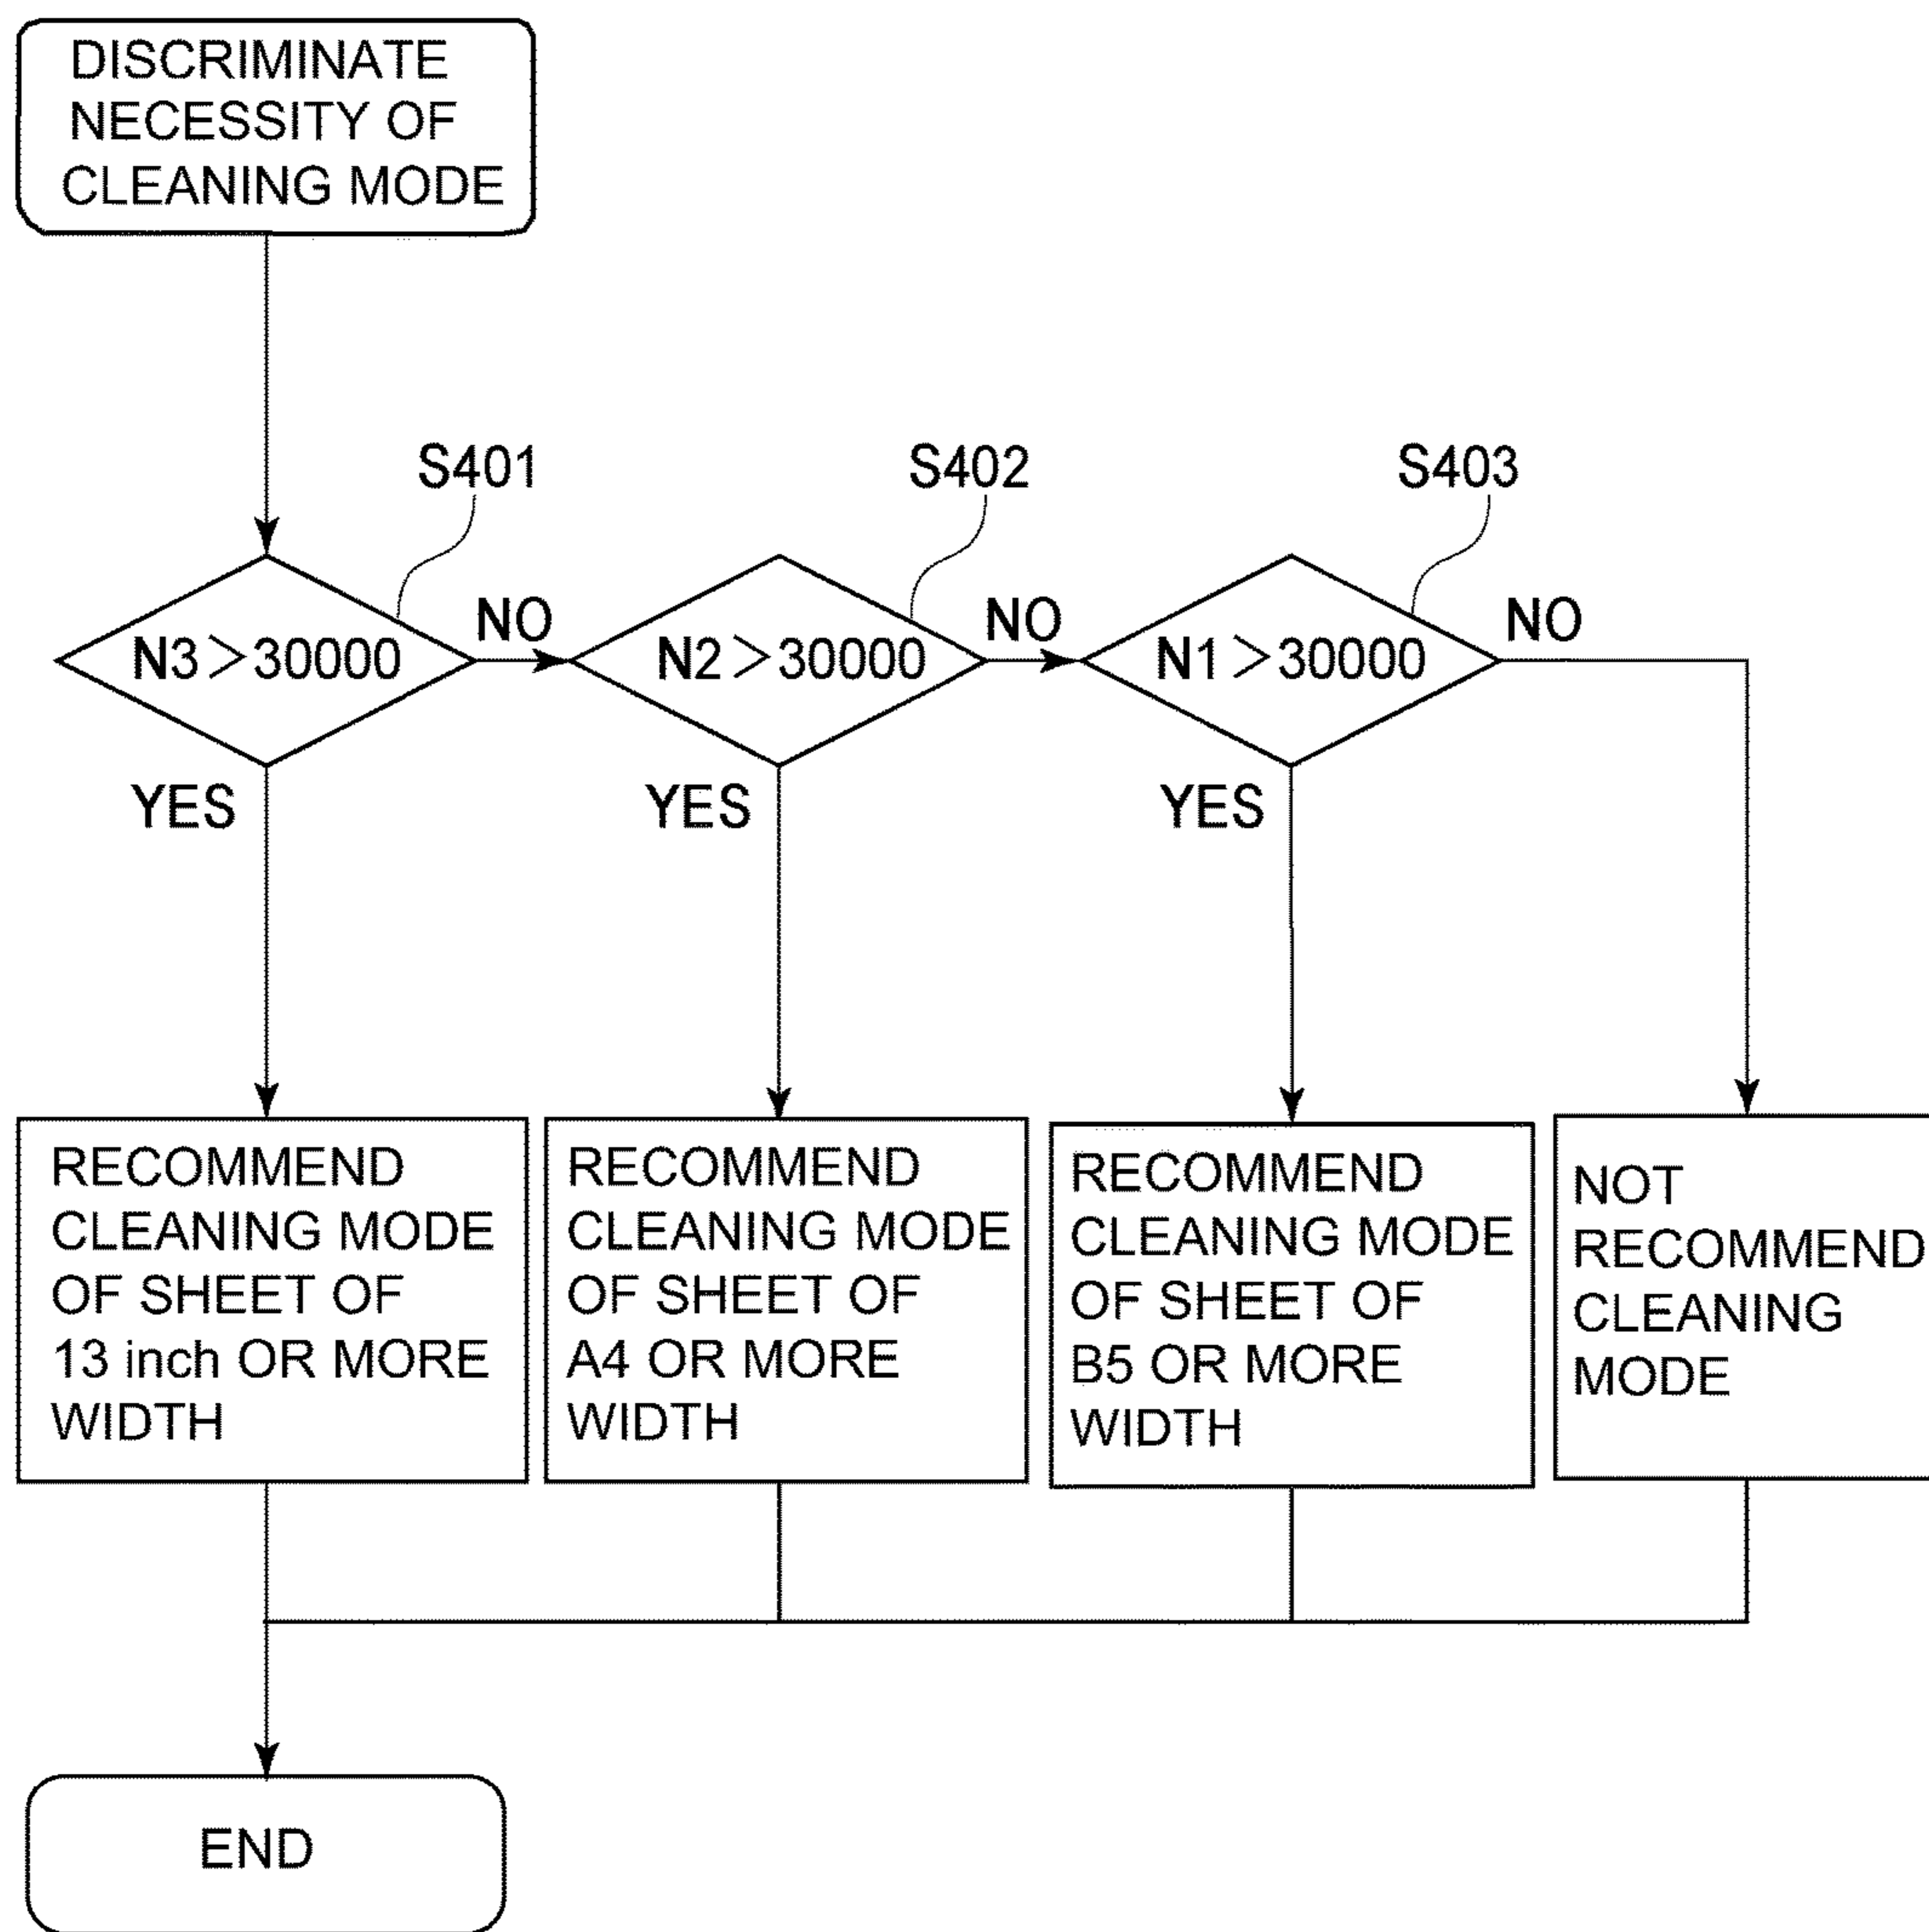 DISCRIMINATE
NECESSITY OF
CLEANING MODE
S401
S402
S403
N3>30000
NO
N2>30000
NO
N1>30000
NO
YES
YES
YES
RECOMMEND
CLEANING MODE
OF SHEET OF
13 inch OR MORE
WIDTH
RECOMMEND
CLEANING MODE
OF SHEET OF
A4 OR MORE
WIDTH
RECOMMEND
CLEANING MODE
OF SHEET OF
B5 OR MORE
WIDTH
NOT
RECOMMEND
CLEANING
MODE
END